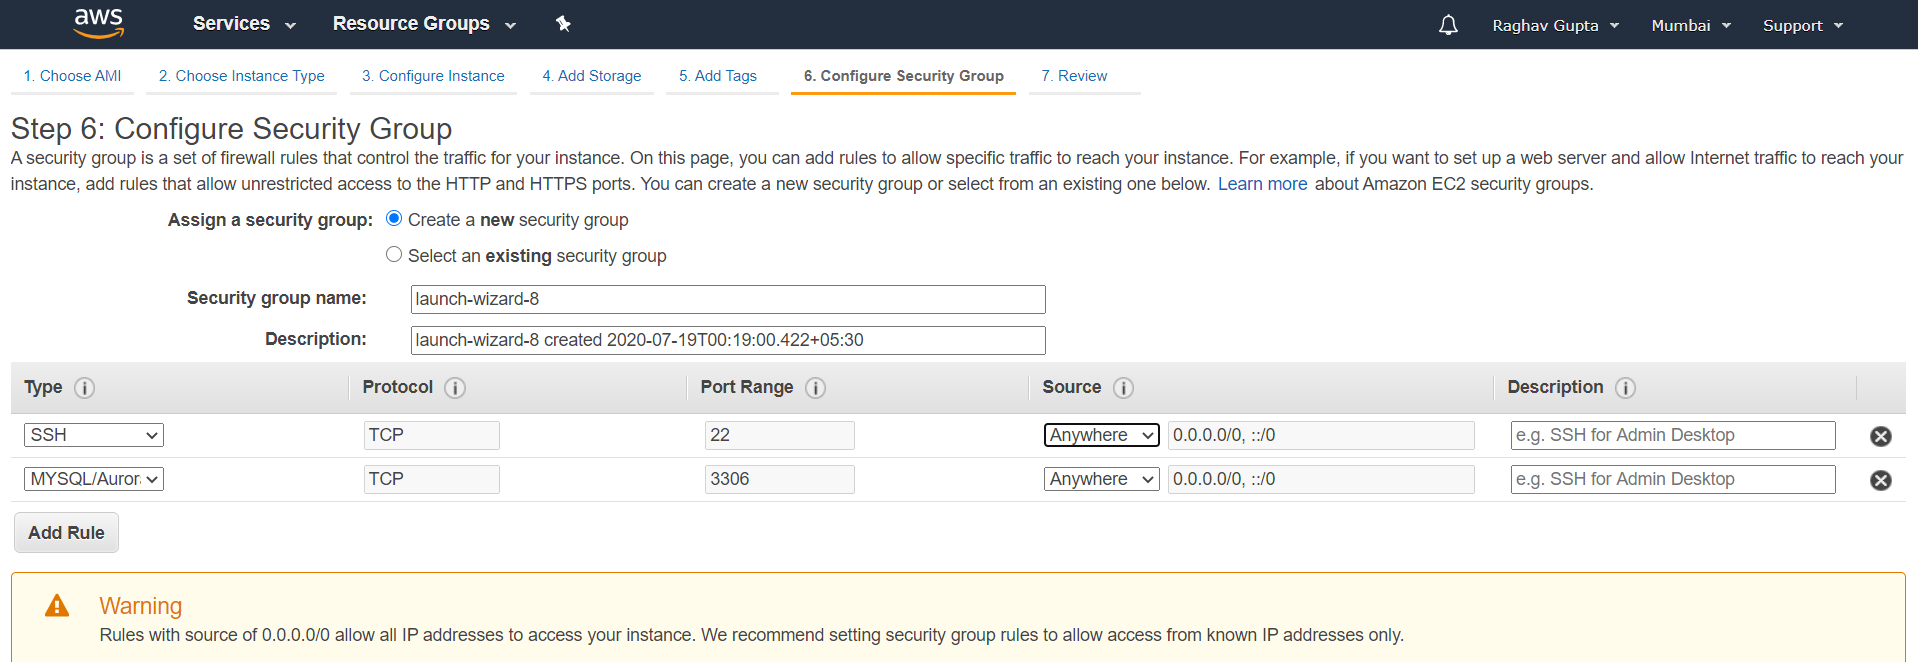 aws Services Resource Groups Raghav Gupta Mumbai Support
1. Choose AMI 2. Choose Instance Type 3. Configure Instance 4. Add Storage 5. Add Tags 6. Configure Security Group 7. Review
Step 6: Configure Security Group
A security group is a set of firewall rules that control the traffic for your instance. On this page, you can add rules to allow specific traffic to reach your instance. For example, if you want to set up a web server and allow Internet traffic to reach your
instance, add rules that allow unrestricted access to the HTTP and HTTPS ports. You can create a new security group or select from an existing one below. Learn more about Amazon EC2 security groups.
Assign a security group: Create a new security group
Select an existing security group
Security group name: launch-wizard-8
Description: launch-wizard-8 created 2020-07-19T00:19:00.422+05:30
Type i Protocol i Port Range i Source i Description i
SSH TCP 22 Anywhere 0.0.0.0/0, ::/0 e.g. SSH for Admin Desktop
MYSQL/Auror TCP 3306 Anywhere 0.0.0.0/0, ::/0 e.g. SSH for Admin Desktop
Add Rule
Warning
Rules with source of 0.0.0.0/0 allow all IP addresses to access your instance. We recommend setting security group rules to allow access from known IP addresses only.